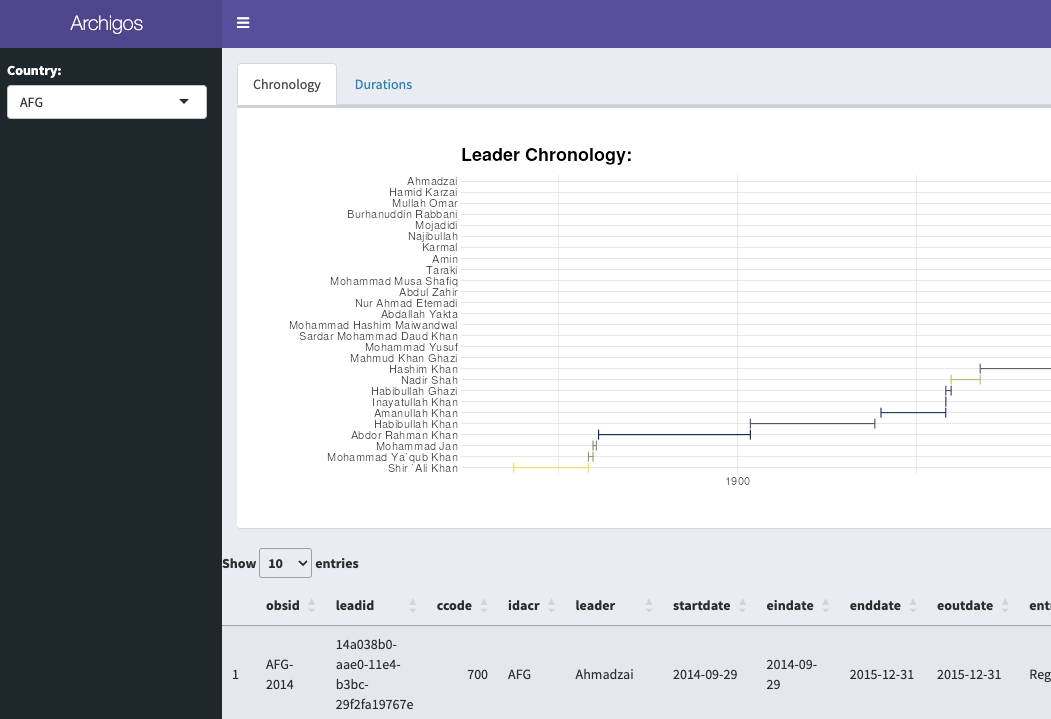 Archigos
Country:
AFG
Chronology
Durations
Leader Chronology:
Ahmadzai
Hamid Karzai
Mullah Omar
Burhanuddin Rabbani
Mojadidi
Najibullah
Karmal
Amin
Taraki
Mohammad Musa Shafiq
Abdul Zahir
Nur Ahmad Etemadi
Abdallah Yakta
Mohammad Hashim Maiwandwal
Sardar Mohammad Daud Khan
Mohammad Yusuf
Mahmud Khan Ghazi
Hashim Khan
Nadir Shah
Habibullah Ghazi
Inayatullah Khan
Amanullah Khan
Habibullah Khan
Abdor Rahman Khan
Mohammad Jan
Mohammad Ya`qub Khan
Shir `Ali Khan
1900
Show 10 entries
obsid leadid ccode idacr leader startdate eindate enddate eoutdate ent
1 AFG-2014 14a038b0-aae0-11e4-b3bc-29f2fa19767e 700 AFG Ahmadzai 2014-09-29 2014-09-29 2015-12-31 2015-12-31 Reg